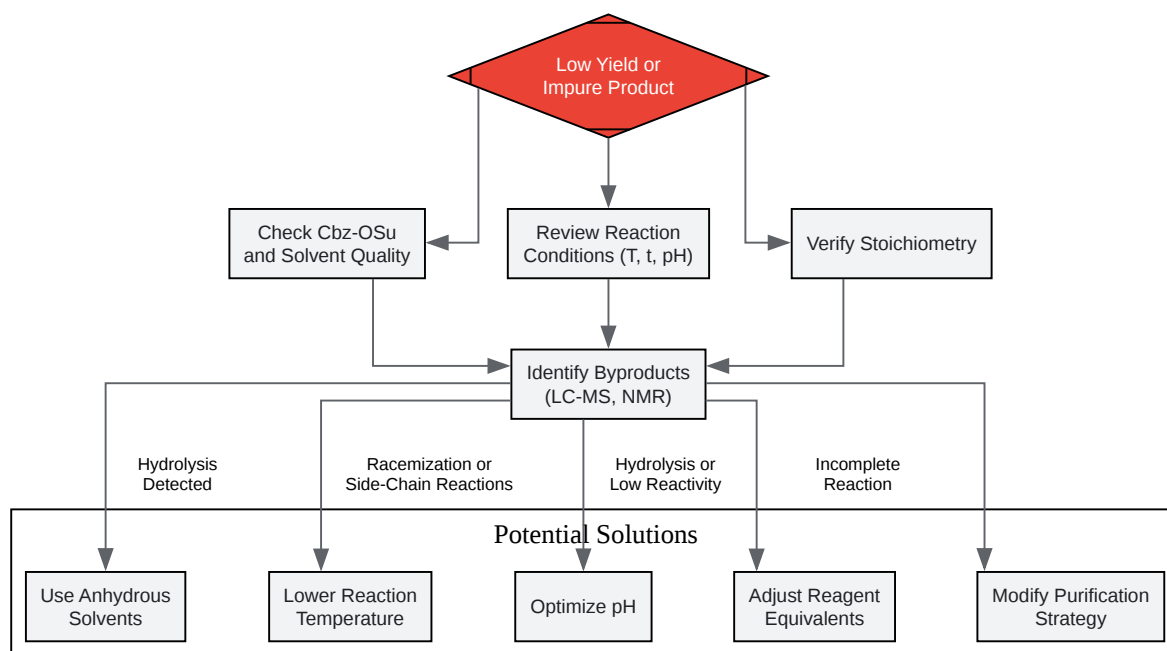 Low Yield or
Impure Product
Check Cbz-OSu
and Solvent Quality
Review Reaction
Conditions (T, t, pH)
Verify Stoichiometry
Identify Byproducts
(LC-MS, NMR)
Hydrolysis
Detected
Racemization or
Side-Chain Reactions
Hydrolysis or
Low Reactivity
Incomplete
Reaction
Potential Solutions
Use Anhydrous
Solvents
Lower Reaction
Temperature
Optimize pH
Adjust Reagent
Equivalents
Modify Purification
Strategy